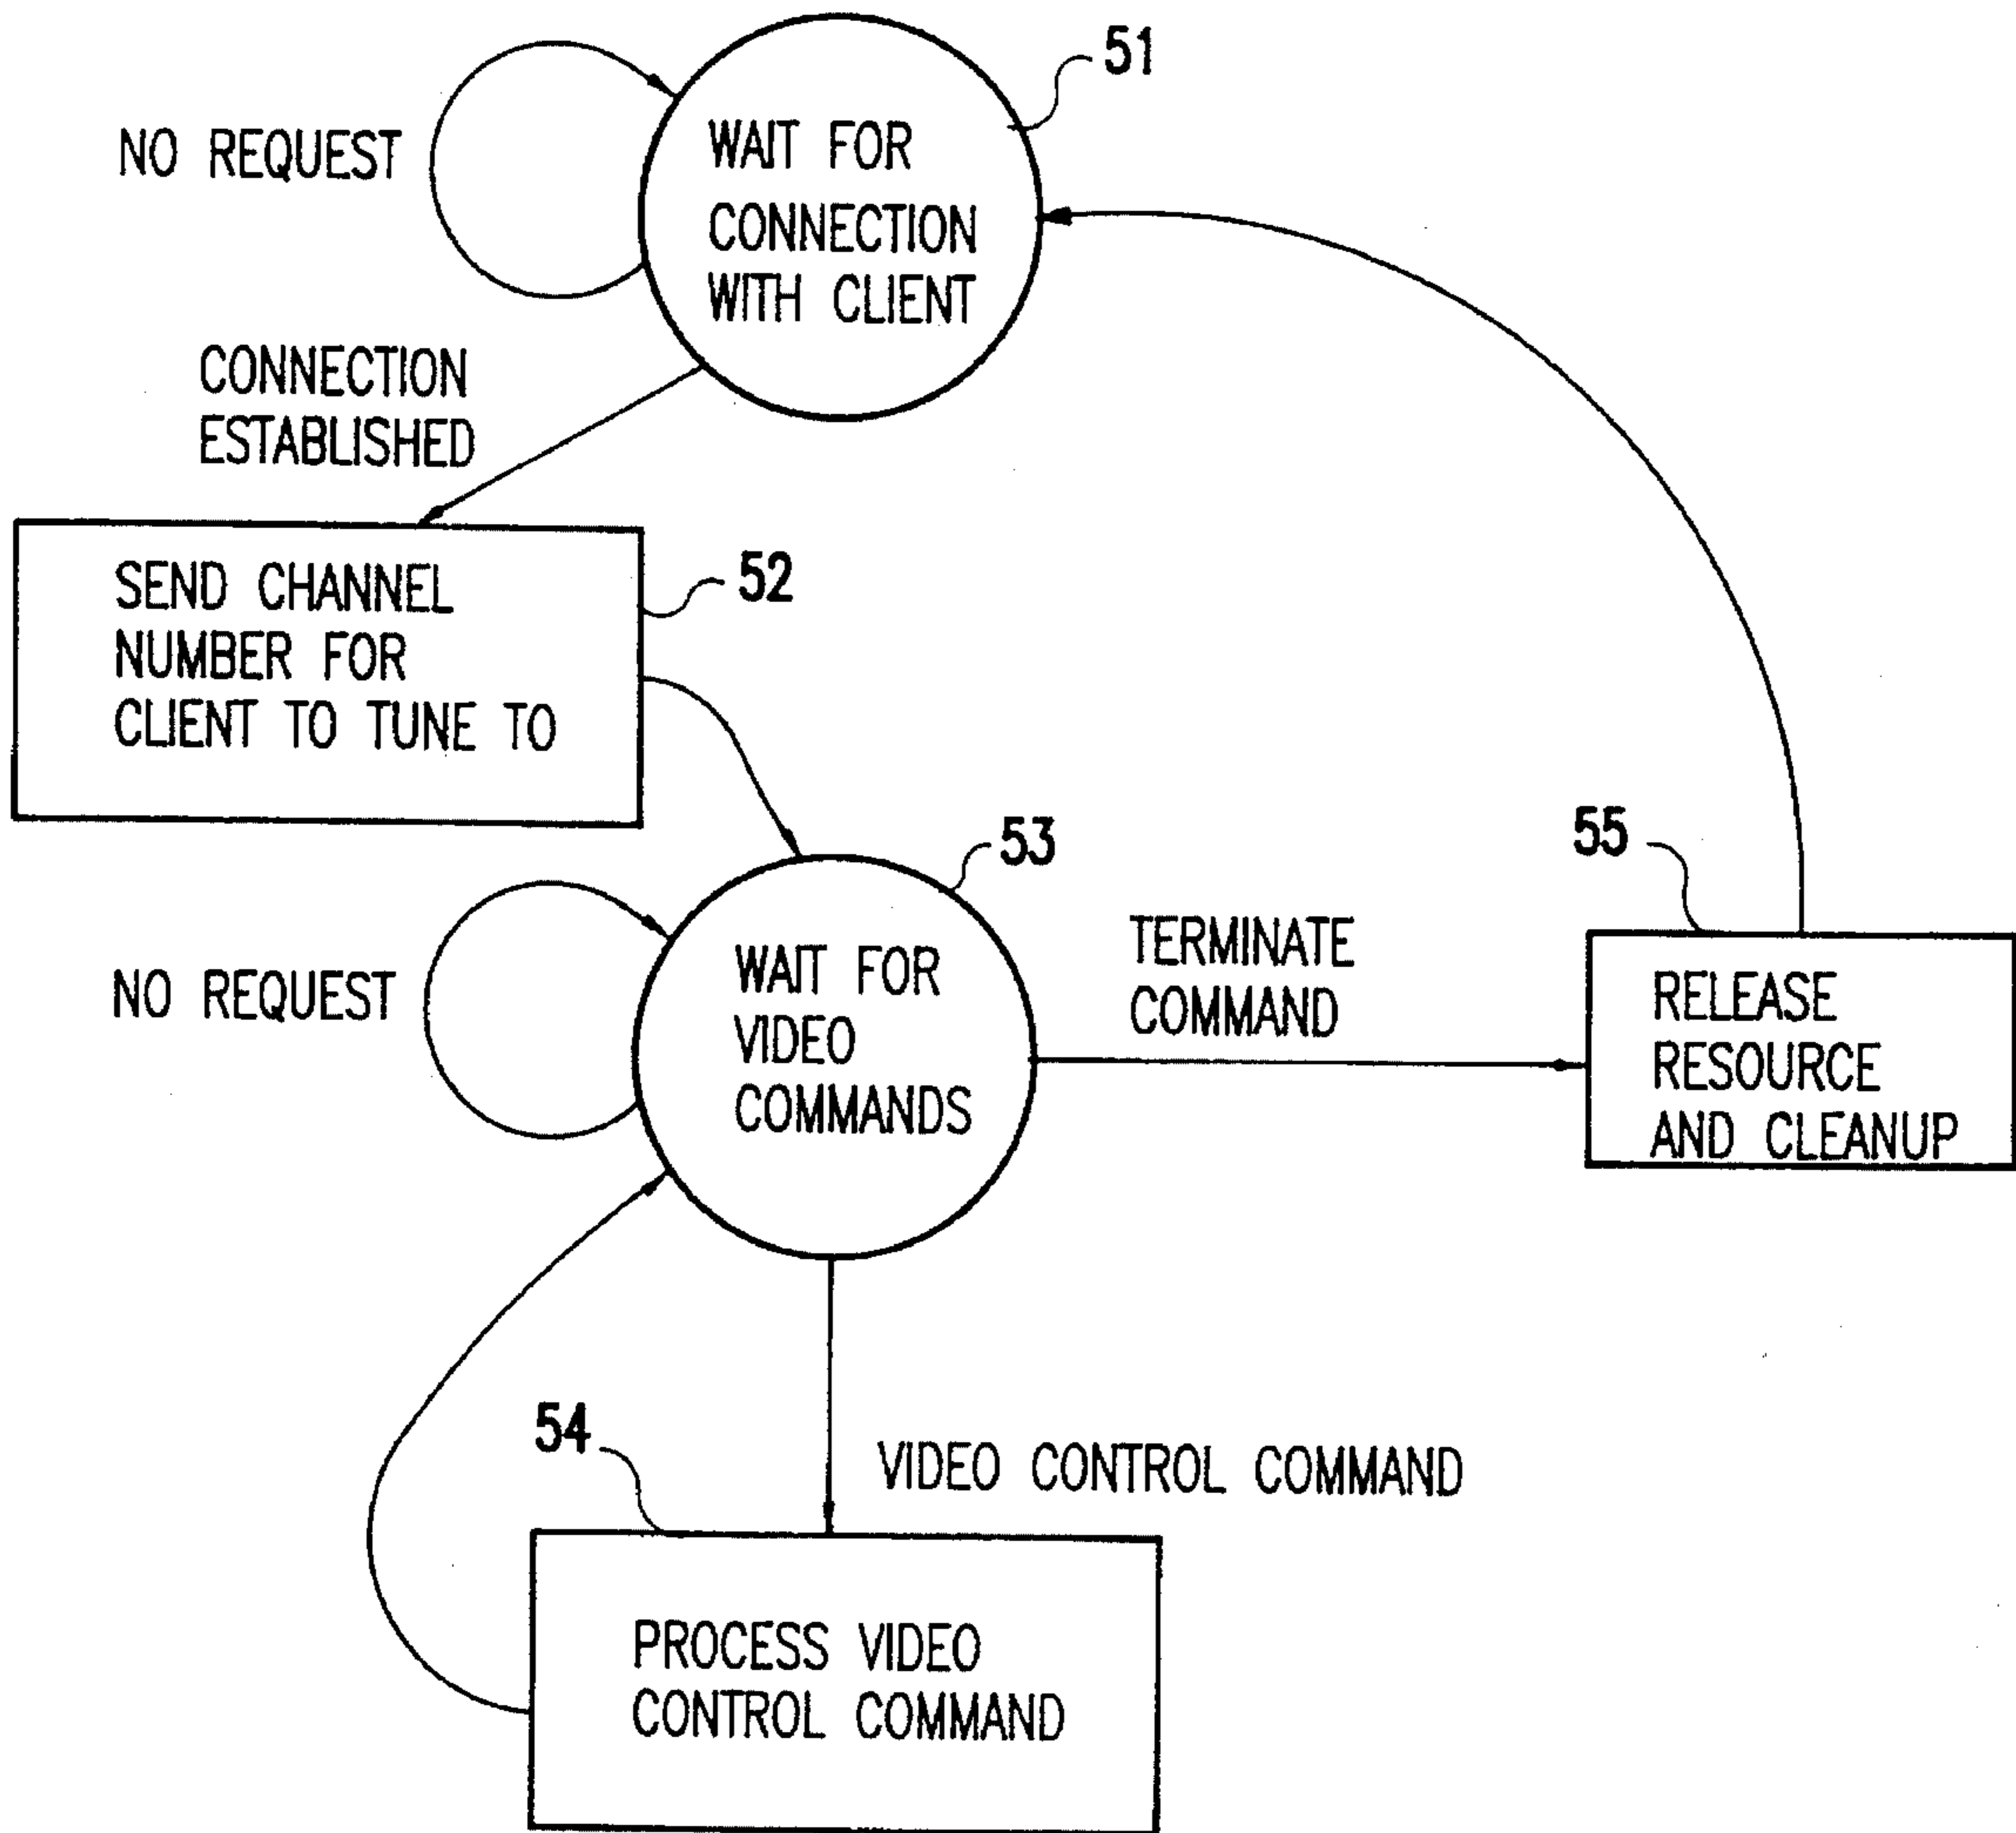 51
NO REQUEST
WAIT FOR
CONNECTION
WITH CLIENT
CONNECTION
ESTABLISHED
SEND CHANNEL
NUMBER FOR
CLIENT TO TUNE TO
52
53
55
NO REQUEST
WAIT FOR
VIDEO
COMMANDS
TERMINATE
COMMAND
RELEASE
RESOURCE
AND CLEANUP
54
VIDEO CONTROL COMMAND
PROCESS VIDEO
CONTROL COMMAND